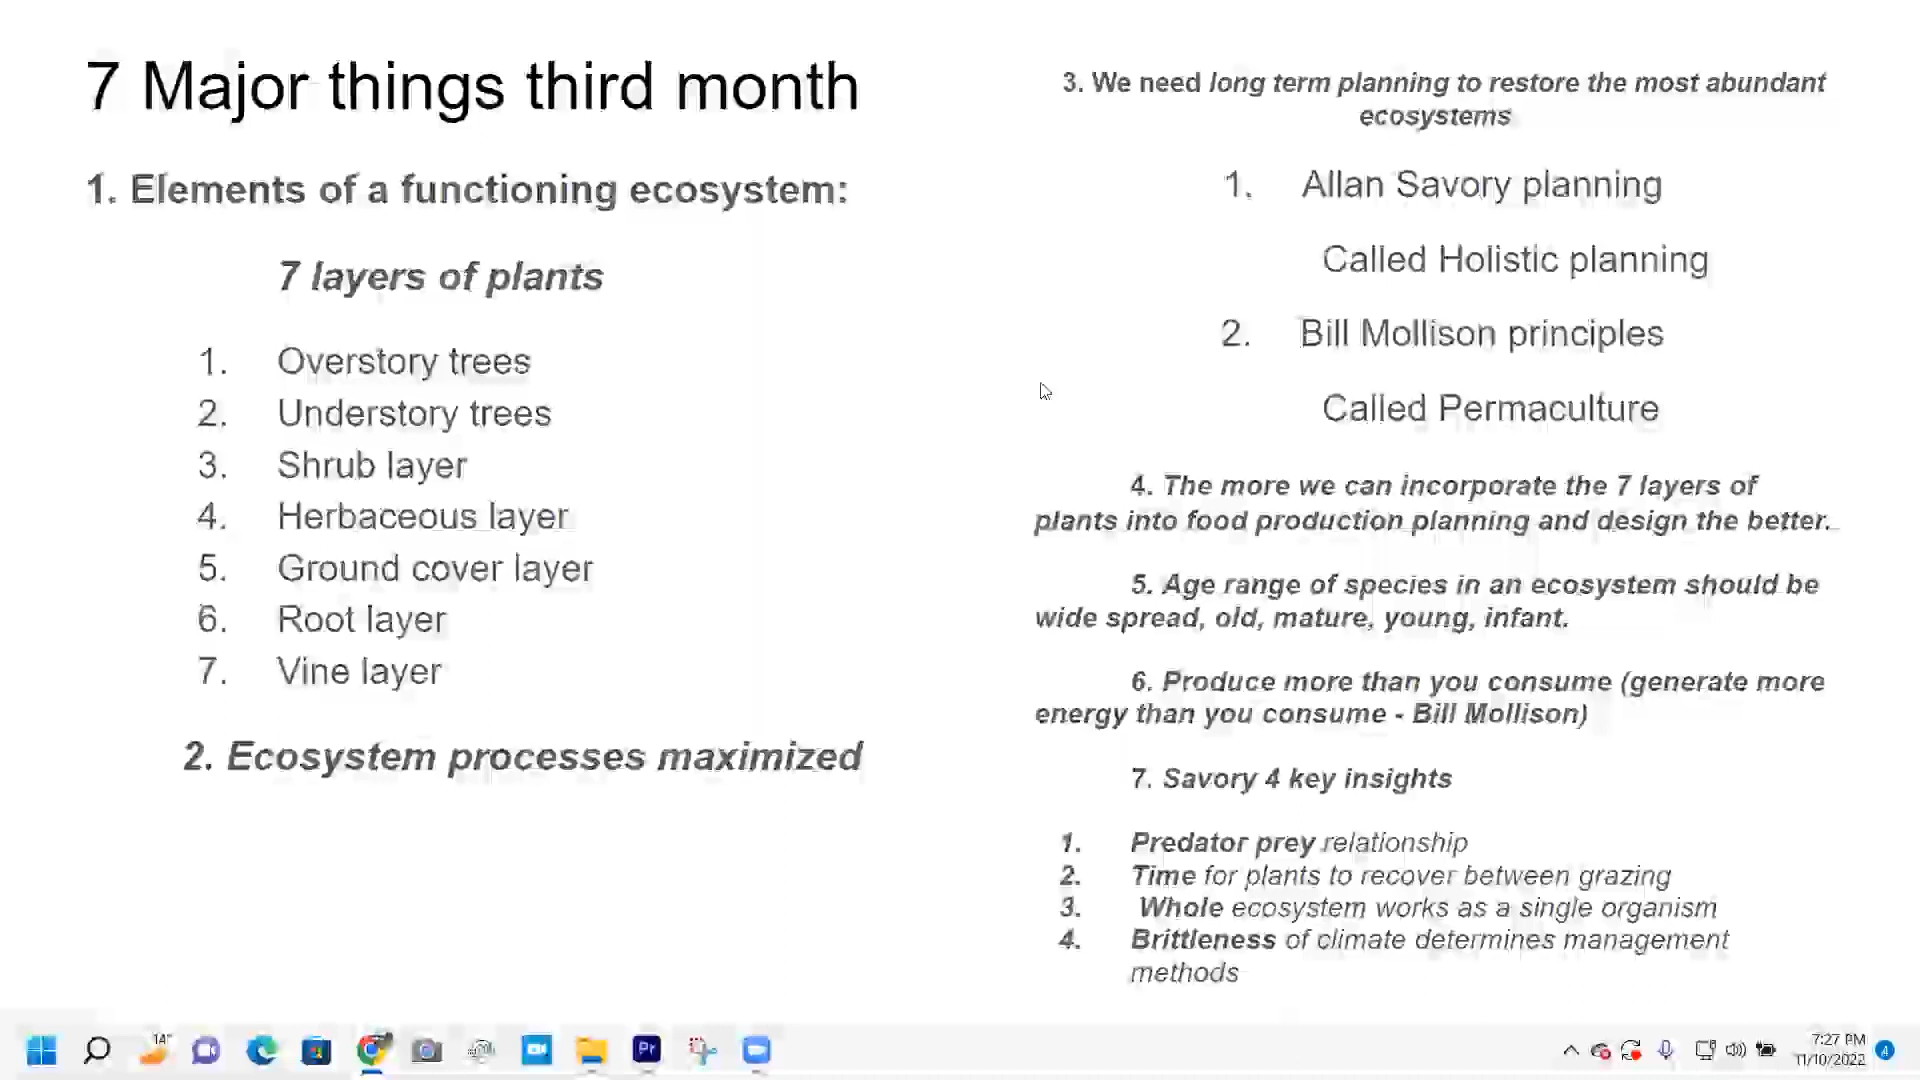 7 Major things third month
1. Elements of a functioning ecosystem:
7 layers of plants
1. Overstory trees
2. Understory trees
3. Shrub layer
4. Herbaceous layer
5. Ground cover layer
6. Root layer
7. Vine layer
2. Ecosystem processes maximized
3. We need long term planning to restore the most abundant
ecosystems
1. Allan Savory planning
Called Holistic planning
2. Bill Mollison principles
Called Permaculture
4. The more we can incorporate the 7 layers of
plants into food production planning and design the better.
5. Age range of species in an ecosystem should be
wide spread, old, mature, young, infant.
6. Produce more than you consume (generate more
energy than you consume - Bill Mollison)
7. Savory 4 key insights
1. Predator prey relationship
2. Time for plants to recover between grazing
3. Whole ecosystem works as a single organism
4. Brittleness of climate determines management
methods
14°
Pr
7:27 PM
11/10/2022
4